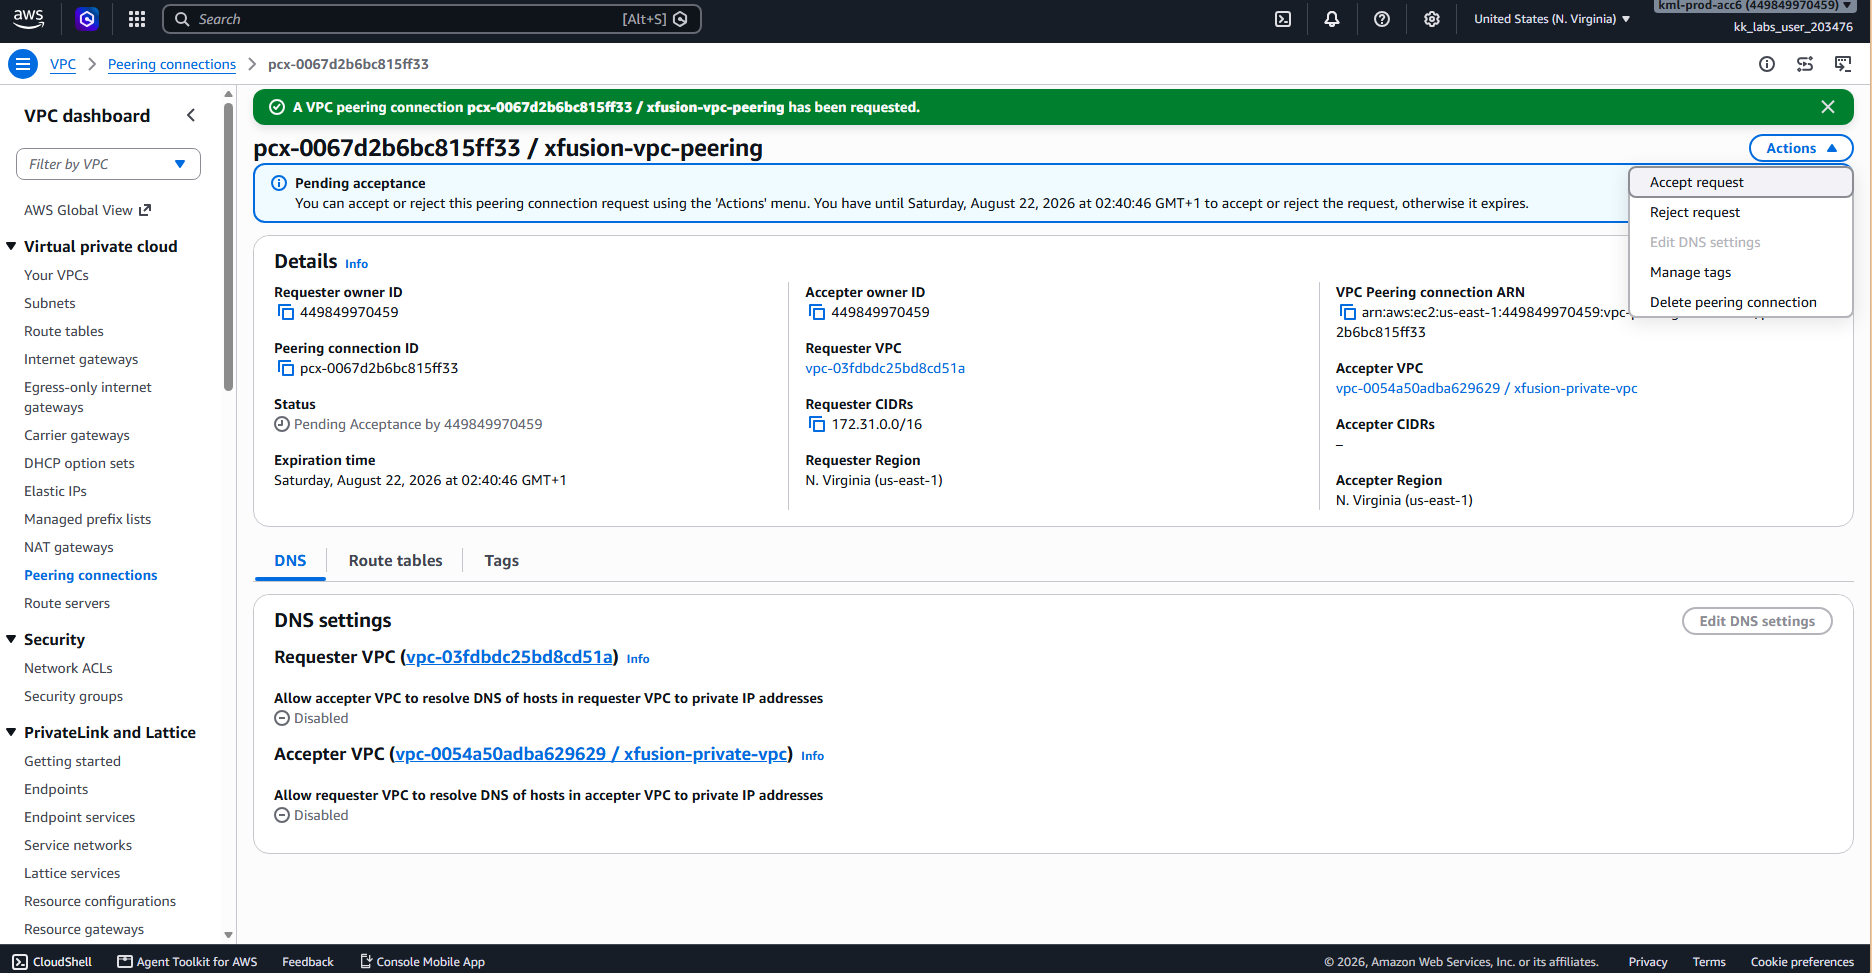 aws
Search
[Alt+S]
United States (N. Virginia)
kml-prod-acc6 (449849970459)
kk_labs_user_203476
VPC
Peering connections
pcx-0067d2b6bc815ff33
VPC dashboard
Filter by VPC
AWS Global View
Virtual private cloud
Your VPCs
Subnets
Route tables
Internet gateways
Egress-only internet
gateways
Carrier gateways
DHCP option sets
Elastic IPs
Managed prefix lists
NAT gateways
Peering connections
Route servers
Security
Network ACLs
Security groups
PrivateLink and Lattice
Getting started
Endpoints
Endpoint services
Service networks
Lattice services
Resource configurations
Resource gateways
A VPC peering connection pcx-0067d2b6bc815ff33 / xfusion-vpc-peering has been requested.
pcx-0067d2b6bc815ff33 / xfusion-vpc-peering
Actions
Accept request
Reject request
Edit DNS settings
Manage tags
Delete peering connection
Pending acceptance
You can accept or reject this peering connection request using the 'Actions' menu. You have until Saturday, August 22, 2026 at 02:40:46 GMT+1 to accept or reject the request, otherwise it expires.
Details Info
Requester owner ID
449849970459
Peering connection ID
pcx-0067d2b6bc815ff33
Status
Pending Acceptance by 449849970459
Expiration time
Saturday, August 22, 2026 at 02:40:46 GMT+1
Accepter owner ID
449849970459
Requester VPC
vpc-03fdbdc25bd8cd51a
Requester CIDRs
172.31.0.0/16
Requester Region
N. Virginia (us-east-1)
VPC Peering connection ARN
arn:aws:ec2:us-east-1:449849970459:vpc-
2b6bc815ff33
Accepter VPC
vpc-0054a50adba629629 / xfusion-private-vpc
Accepter CIDRs
–
Accepter Region
N. Virginia (us-east-1)
DNS
Route tables
Tags
DNS settings
Edit DNS settings
Requester VPC (vpc-03fdbdc25bd8cd51a) Info
Allow accepter VPC to resolve DNS of hosts in requester VPC to private IP addresses
Disabled
Accepter VPC (vpc-0054a50adba629629 / xfusion-private-vpc) Info
Allow requester VPC to resolve DNS of hosts in accepter VPC to private IP addresses
Disabled
CloudShell
Agent Toolkit for AWS
Feedback
Console Mobile App
© 2026, Amazon Web Services, Inc. or its affiliates.
Privacy
Terms
Cookie preferences